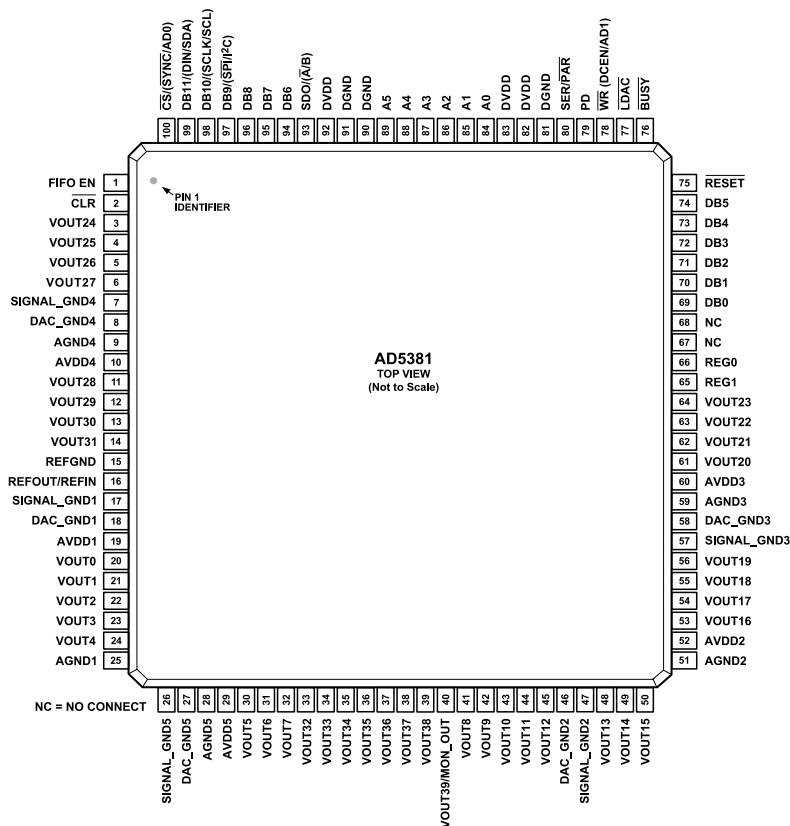 CS/(SYNC/AD0)
DB11/(DIN/SDA)
DB10/(SCLK/SCL)
DB9/(SPI/I²C)
DB8
DB7
DB6
SDO/(A/B)
DVDD
DGND
DGND
A5
A4
A3
A2
A1
A0
DVDD
DVDD
DGND
SER/PAR
PD
WR (DCEN/AD1)
LDAC
BUSY
100 99 98 97 96 95 94 93 92 91 90 89 88 87 86 85 84 83 82 81 80 79 78 77 76
FIFO EN 1
CLR 2
VOUT24 3
VOUT25 4
VOUT26 5
VOUT27 6
SIGNAL_GND4 7
DAC_GND4 8
AGND4 9
AVDD4 10
VOUT28 11
VOUT29 12
VOUT30 13
VOUT31 14
REFGND 15
REFOUT/REFIN 16
SIGNAL_GND1 17
DAC_GND1 18
AVDD1 19
VOUT0 20
VOUT1 21
VOUT2 22
VOUT3 23
VOUT4 24
AGND1 25
PIN 1
IDENTIFIER
AD5381
TOP VIEW
(Not to Scale)
75 RESET
74 DB5
73 DB4
72 DB3
71 DB2
70 DB1
69 DB0
68 NC
67 NC
66 REG0
65 REG1
64 VOUT23
63 VOUT22
62 VOUT21
61 VOUT20
60 AVDD3
59 AGND3
58 DAC_GND3
57 SIGNAL_GND3
56 VOUT19
55 VOUT18
54 VOUT17
53 VOUT16
52 AVDD2
51 AGND2
NC = NO CONNECT
26 27 28 29 30 31 32 33 34 35 36 37 38 39 40 41 42 43 44 45 46 47 48 49 50
SIGNAL_GND5
DAC_GND5
AGND5
AVDD5
VOUT5
VOUT6
VOUT7
VOUT32
VOUT33
VOUT34
VOUT35
VOUT36
VOUT37
VOUT38
VOUT39/MON_OUT
VOUT8
VOUT9
VOUT10
VOUT11
VOUT12
DAC_GND2
SIGNAL_GND2
VOUT13
VOUT14
VOUT15